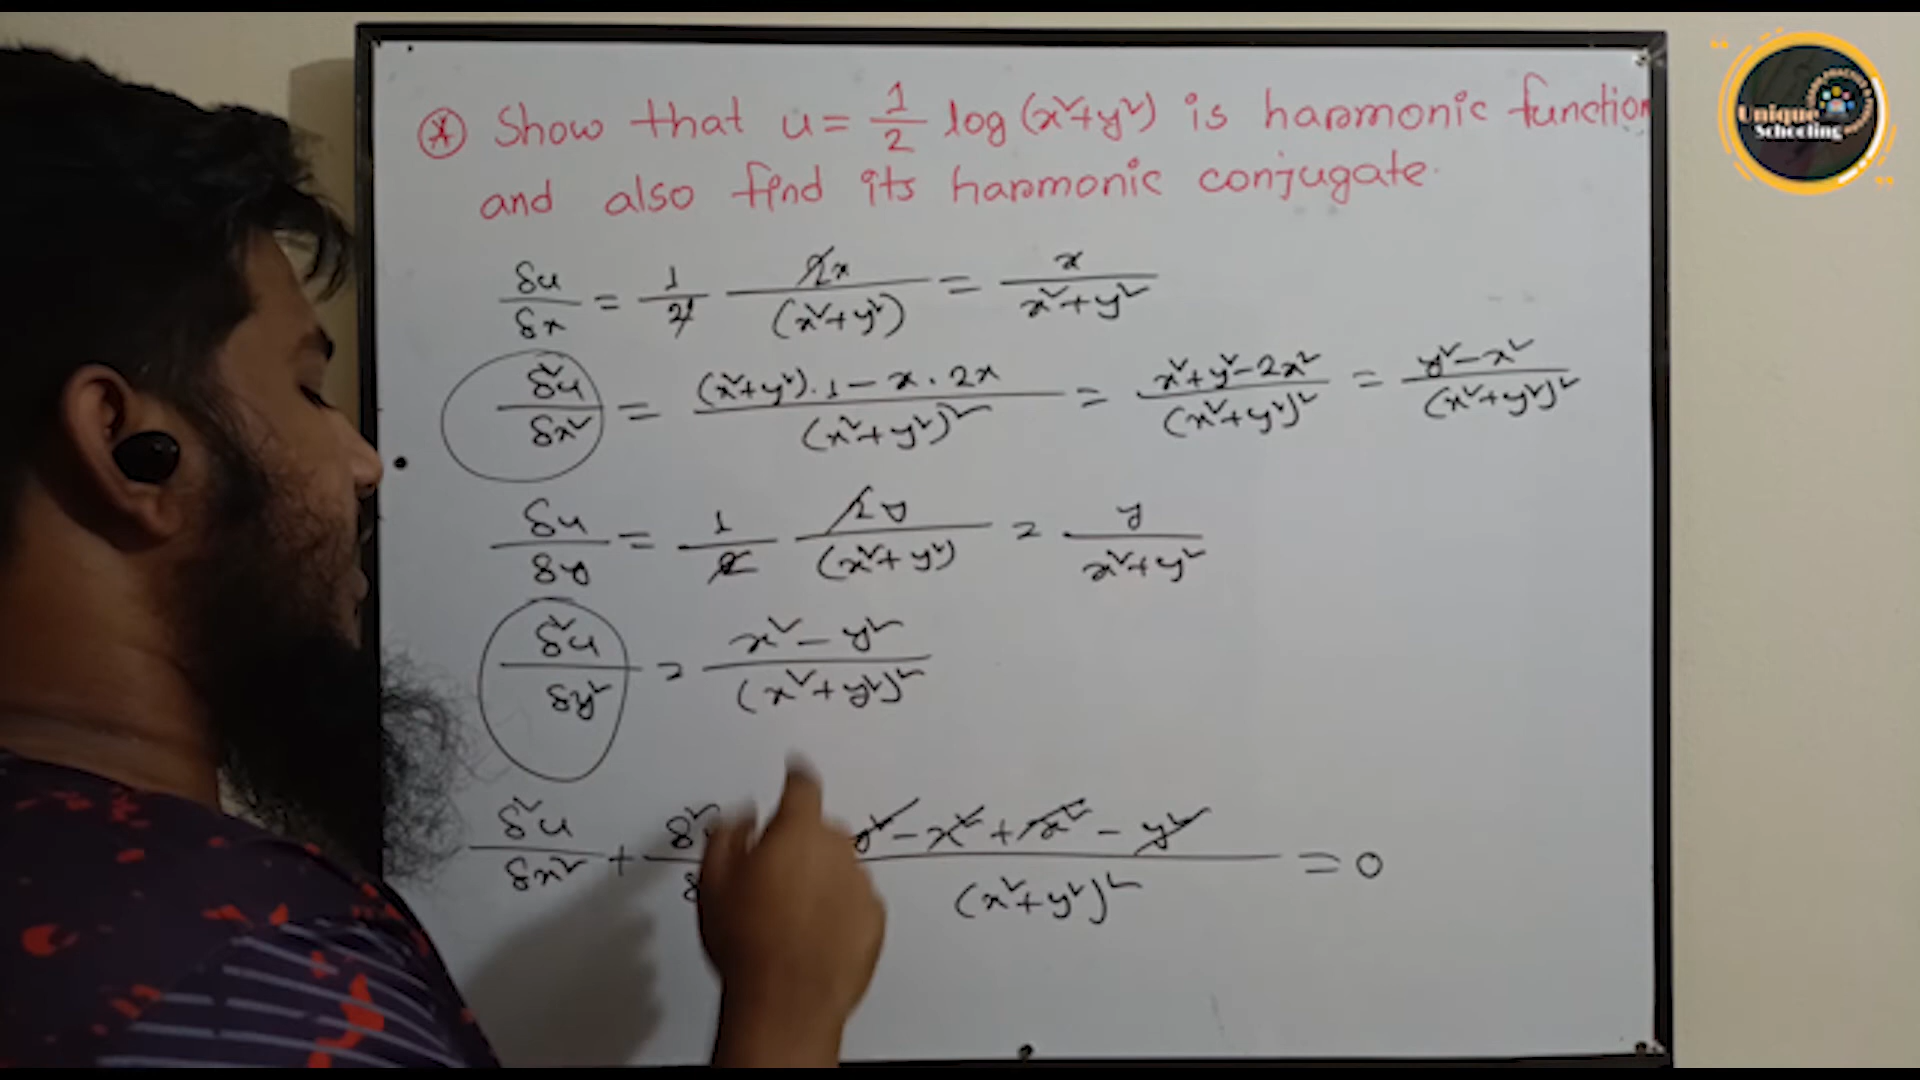 * Show that u = 1/2 log (x²+y²) is harmonic function
and also find its harmonic conjugate.
δu/δx = 1/2 2x/(x²+y²) = x/x²+y²
δ²u/δx² = (x²+y²).1 - x.2x/(x²+y²)² = x²+y²-2x²/(x²+y²)² = y²-x²/(x²+y²)²
δu/δy = 1/2 2y/(x²+y²) = y/x²+y²
δ²u/δy² = x²-y²/(x²+y²)²
δ²u/δx² + y²-x²+x²-y²/(x²+y²)² = 0
Unique
Schooling